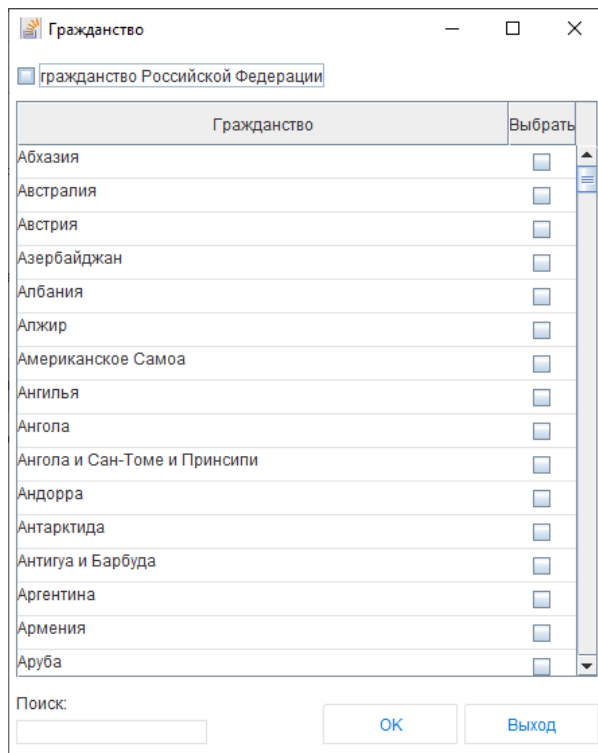 Гражданство
гражданство Российской Федерации
Гражданство Выбрать
Абхазия
Австралия
Австрия
Азербайджан
Албания
Алжир
Американское Самоа
Ангилья
Ангола
Ангола и Сан-Томе и Принсипи
Андорра
Антарктида
Антигуа и Барбуда
Аргентина
Армения
Аруба
Поиск:
OK Выход